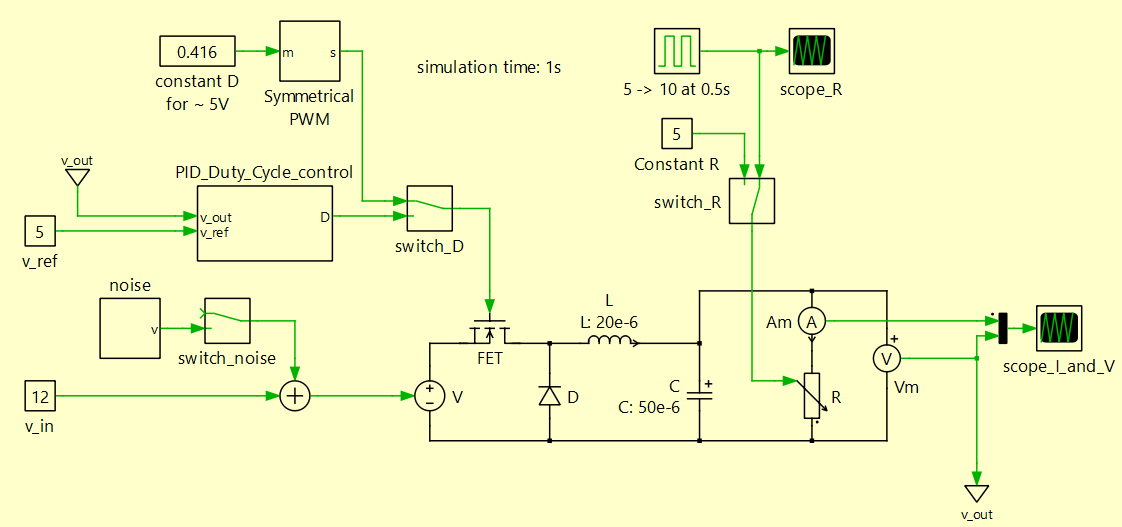 0.416
constant D
for ~ 5V
m
s
Symmetrical
PWM
simulation time: 1s
5 -> 10 at 0.5s
scope_R
5
Constant R
switch_R
v_out
PID_Duty_Cycle_control
v_out
v_ref
D
5
v_ref
switch_D
noise
v
switch_noise
12
v_in
+
V
+
−
FET
D
L
L: 20e-6
C
C: 50e-6
+
Am
A
R
V
+
Vm
scope_I_and_V
v_out